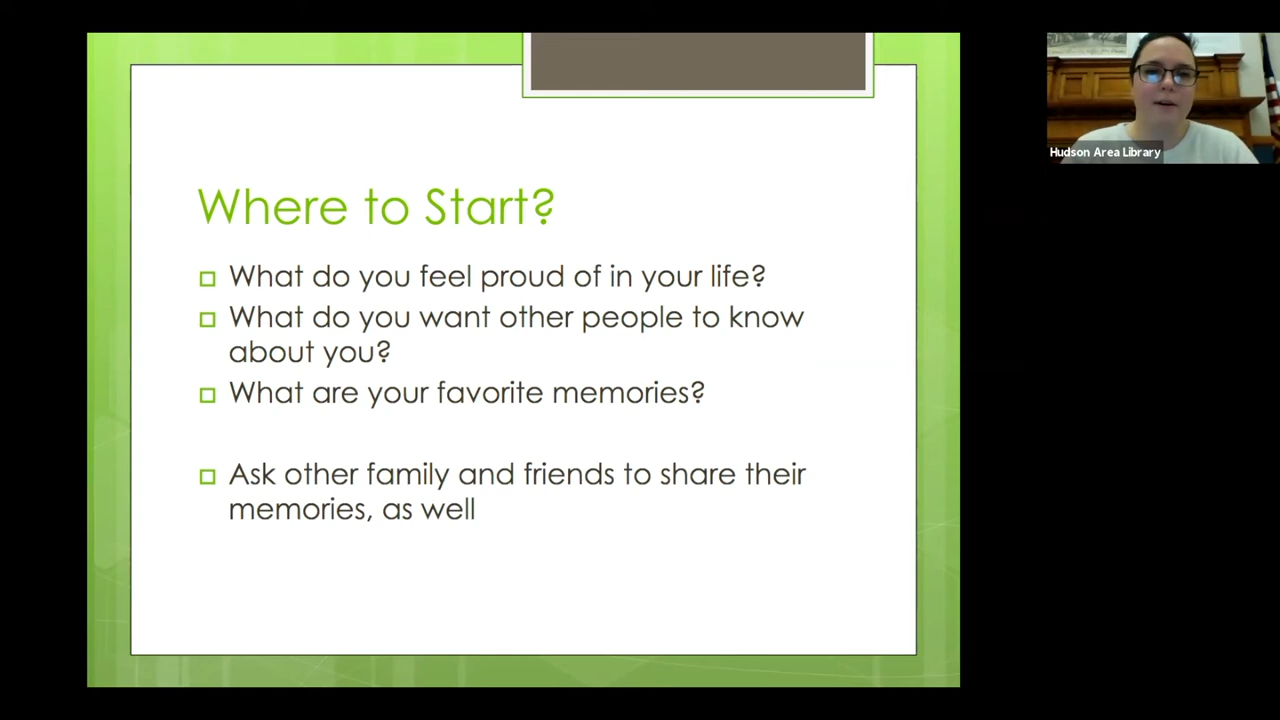 Where to Start?
What do you feel proud of in your life?
What do you want other people to know
about you?
What are your favorite memories?
Ask other family and friends to share their
memories, as well
Hudson Area Library